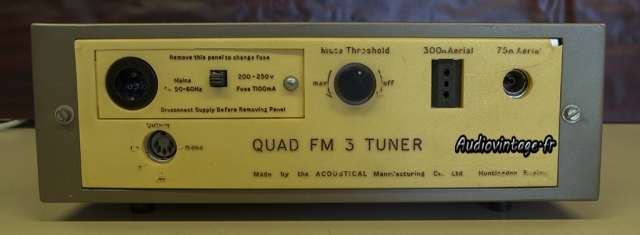 Remove this panel to change fuse
Mute Threshold
300Ω Aerial
75Ω Aerial
Mains
50-60Hz
200-250v
Fuse T100mA
max
off
Disconnect Supply Before Removing Panel
Output
mono
QUAD FM 3 TUNER
Audiovintage.fr
Made by the ACOUSTICAL Manufacturing Co. Ltd. Huntingdon England